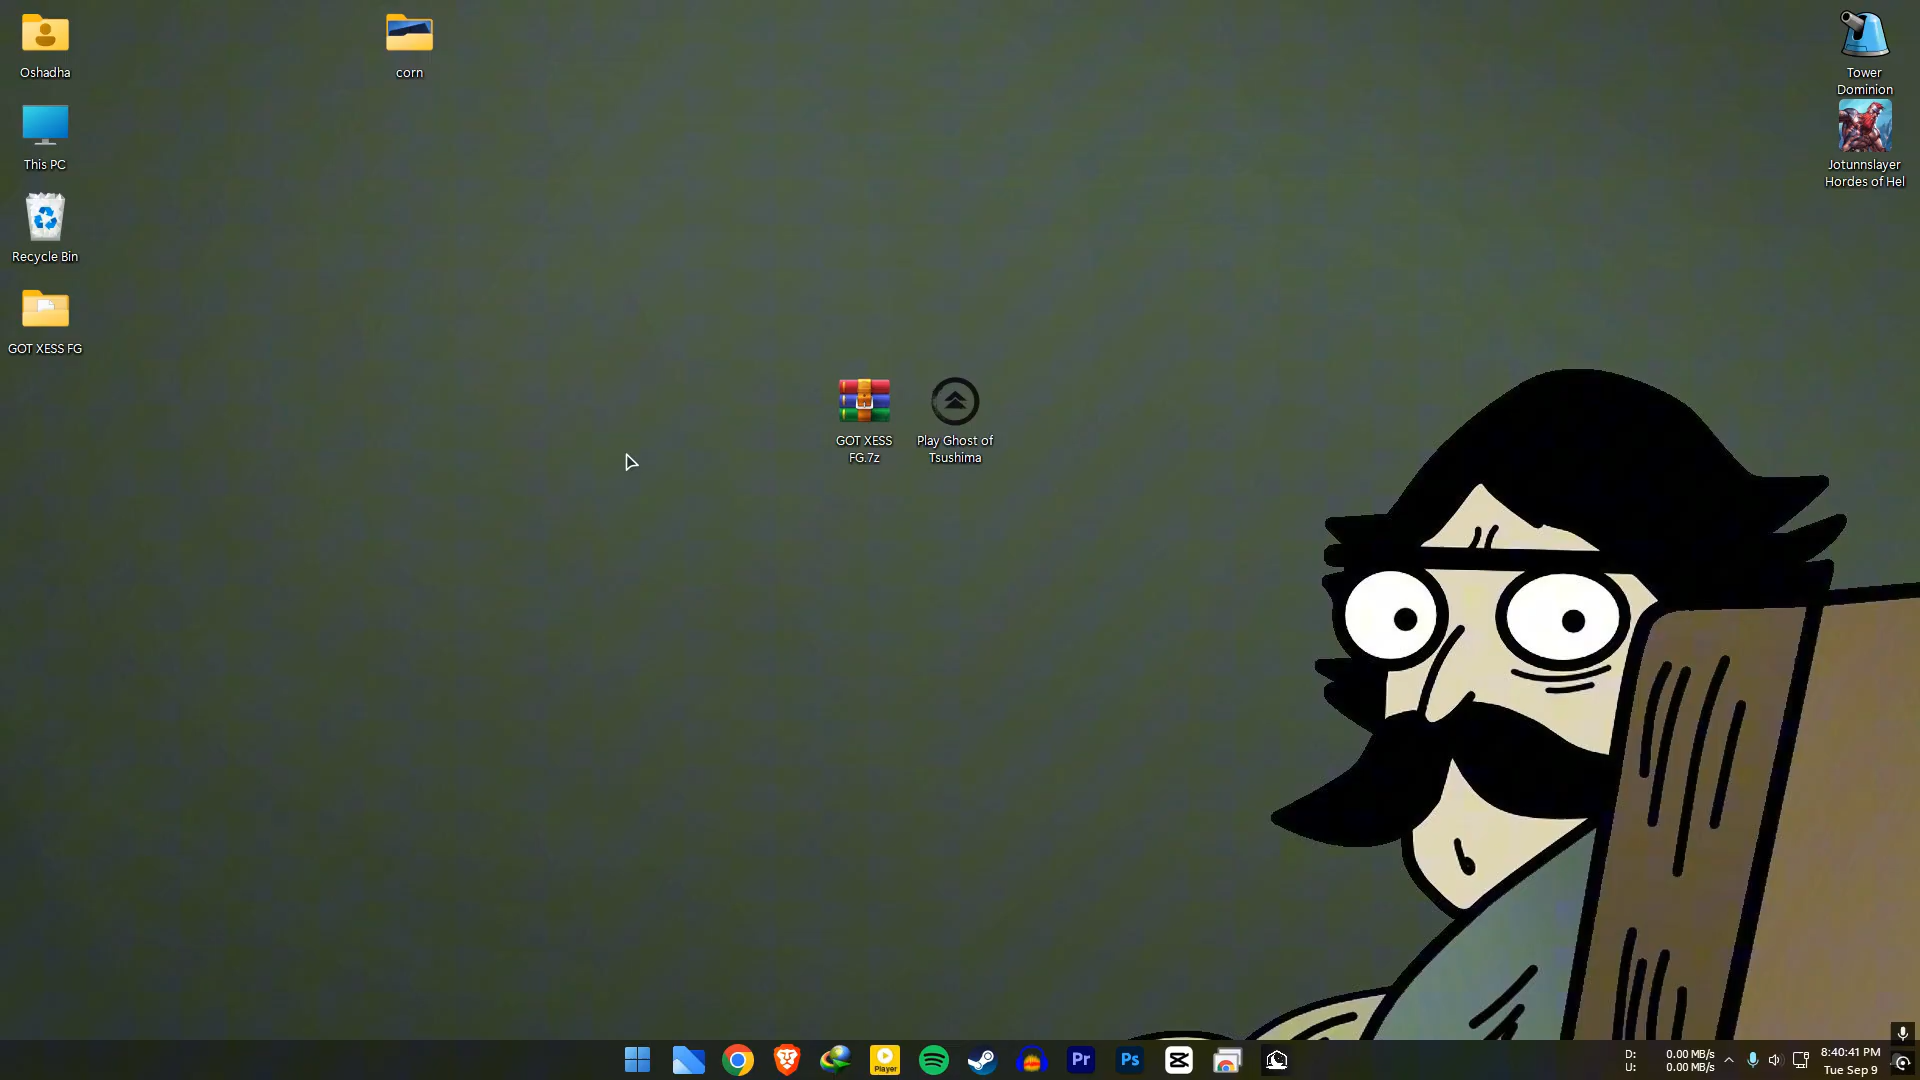 Oshadha
corn
Tower
Dominion
This PC
Jotunnslayer
Hordes of Hel
Recycle Bin
GOT XESS FG
GOT XESS
FG.7z
Play Ghost of
Tsushima
Player
Pr
Ps
D: 0.00 MB/s
U: 0.00 MB/s
8:40:41 PM
Tue Sep 9